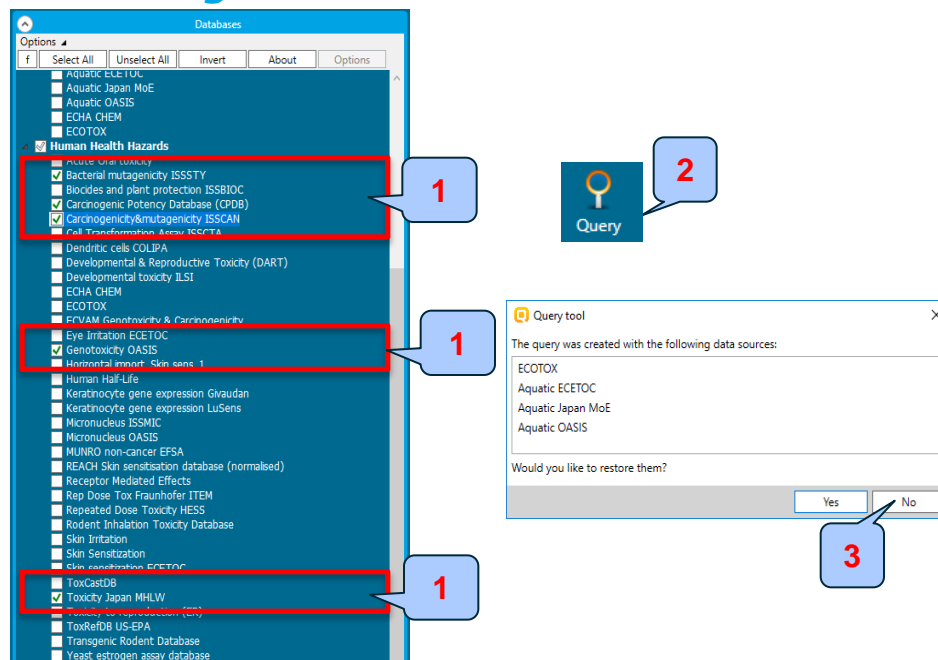 Databases
Options
f Select All Unselect All Invert About Options
Aquatic ECETOC
Aquatic Japan MoE
Aquatic OASIS
ECHA CHEM
ECOTOX
Human Health Hazards
Acute Oral toxicity
Bacterial mutagenicity ISSSTY
Biocides and plant protection ISSBIOC
Carcinogenic Potency Database (CPDB)
Carcinogenicity&mutagenicity ISSCAN
Cell Transformation Assay ISSCTA
Dendritic cells COLIPA
Developmental & Reproductive Toxicity (DART)
Developmental toxicity ILSI
ECHA CHEM
ECOTOX
ECVAM Genotoxicity & Carcinogenicity
Eye Irritation ECETOC
Genotoxicity OASIS
Horizontal import_Skin sens_1
Human Half-Life
Keratinocyte gene expression Givaudan
Keratinocyte gene expression LuSens
Micronucleus ISSMIC
Micronucleus OASIS
MUNRO non-cancer EFSA
REACH Skin sensitisation database (normalised)
Receptor Mediated Effects
Rep Dose Tox Fraunhofer ITEM
Repeated Dose Toxicity HESS
Rodent Inhalation Toxicity Database
Skin Irritation
Skin Sensitization
Skin sensitization ECETOC
ToxCastDB
Toxicity Japan MHLW
Toxicity to reproduction (ER)
ToxRefDB US-EPA
Transgenic Rodent Database
Yeast estrogen assay database
1
1
1
2
Query
Query tool
The query was created with the following data sources:
ECOTOX
Aquatic ECETOC
Aquatic Japan MoE
Aquatic OASIS
Would you like to restore them?
Yes No
3